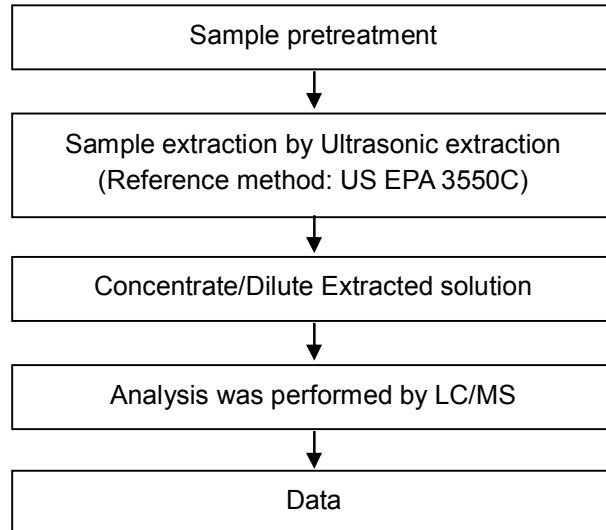 Sample pretreatment
Sample extraction by Ultrasonic extraction
(Reference method: US EPA 3550C)
Concentrate/Dilute Extracted solution
Analysis was performed by LC/MS
Data